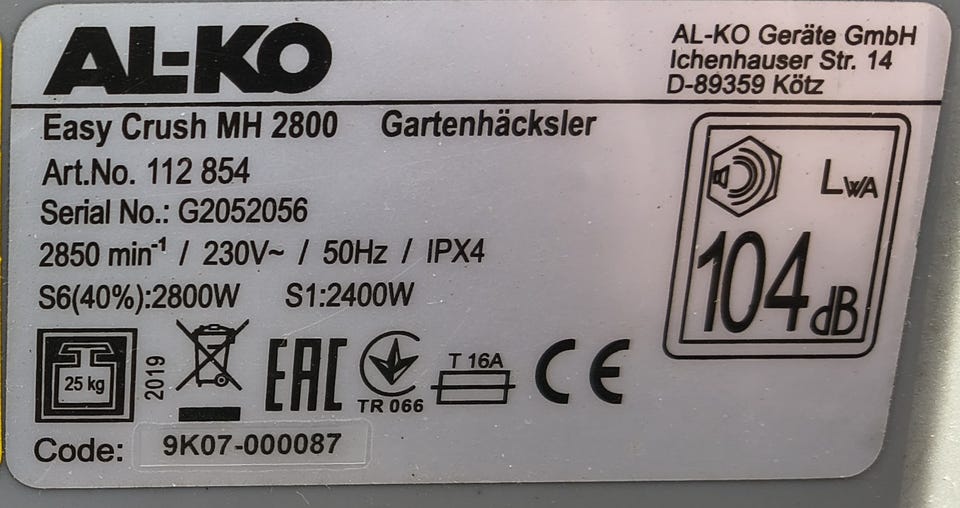 AL-KO
AL-KO Geräte GmbH
Ichenhauser Str. 14
D-89359 Kötz
Easy Crush MH 2800 Gartenhäcksler
Art.No. 112 854
Serial No.: G2052056
2850 min⁻¹ / 230V~ / 50Hz / IPX4
S6(40%):2800W S1:2400W
LWA
104 dB
25 kg
2019
EAC
TR 066
T 16A
CE
Code: 9K07-000087